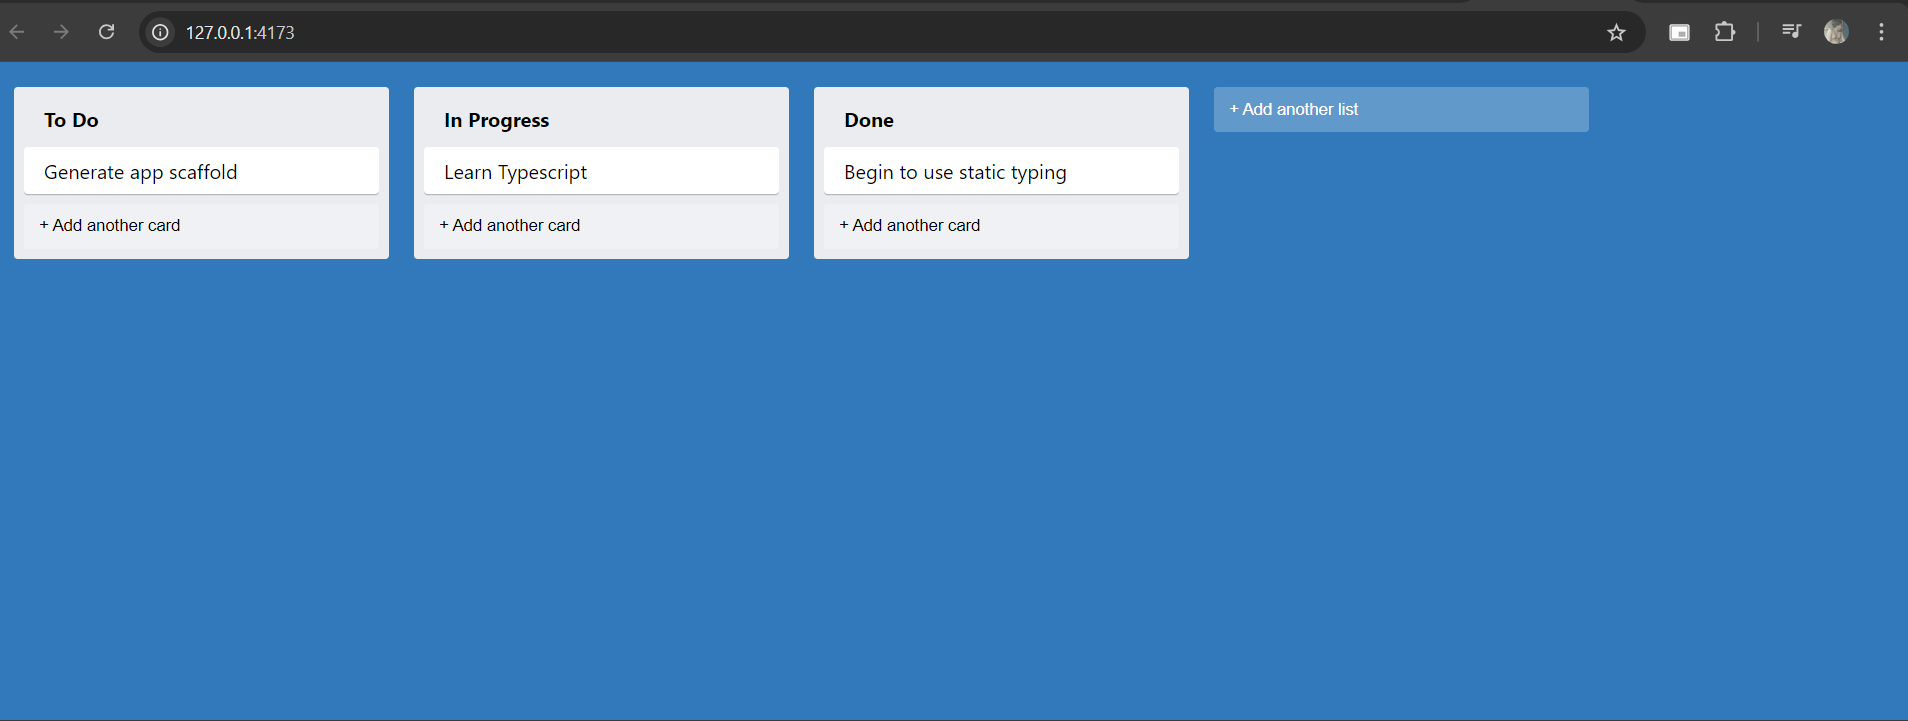 127.0.0.1:4173
To Do
Generate app scaffold
+ Add another card
In Progress
Learn Typescript
+ Add another card
Done
Begin to use static typing
+ Add another card
+ Add another list